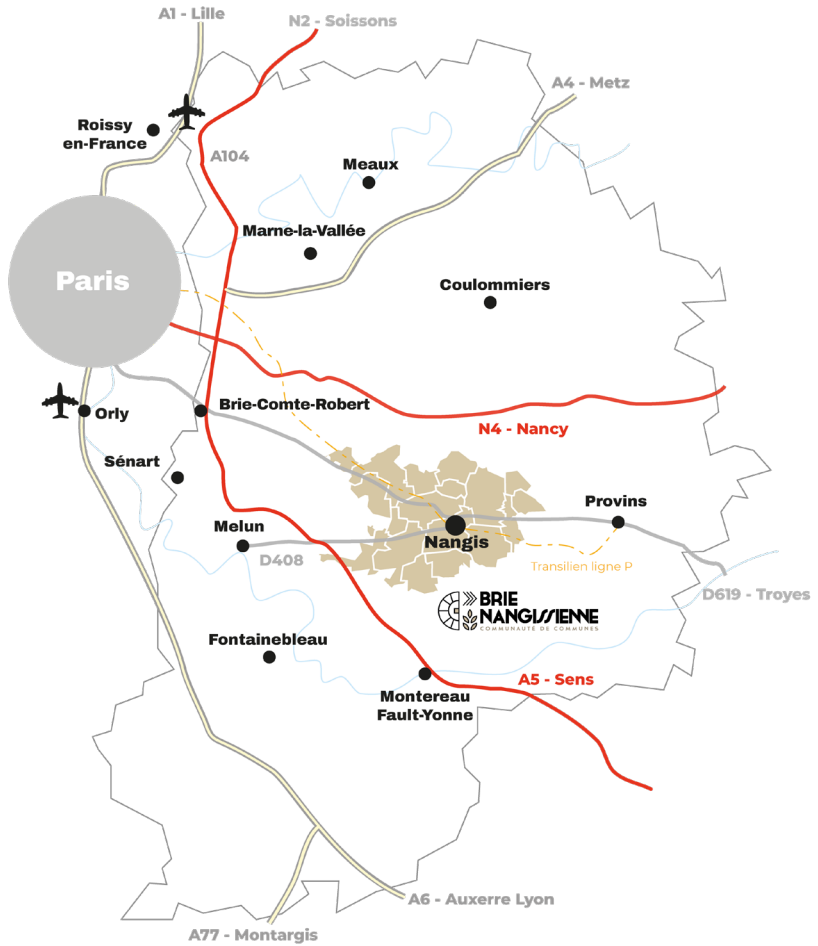 A1 - Lille
N2 - Soissons
A4 - Metz
Roissy
en-France
A104
Meaux
Marne-la-Vallée
Paris
Coulommiers
Brie-Comte-Robert
Orly
N4 - Nancy
Sénart
Provins
Melun
Nangis
D408
Transilien ligne P
D619 - Troyes
BRIE
NANGISSIENNE
COMMUNAUTÉ DE COMMUNES
Fontainebleau
A5 - Sens
Montereau
Fault-Yonne
A6 - Auxerre Lyon
A77 - Montargis